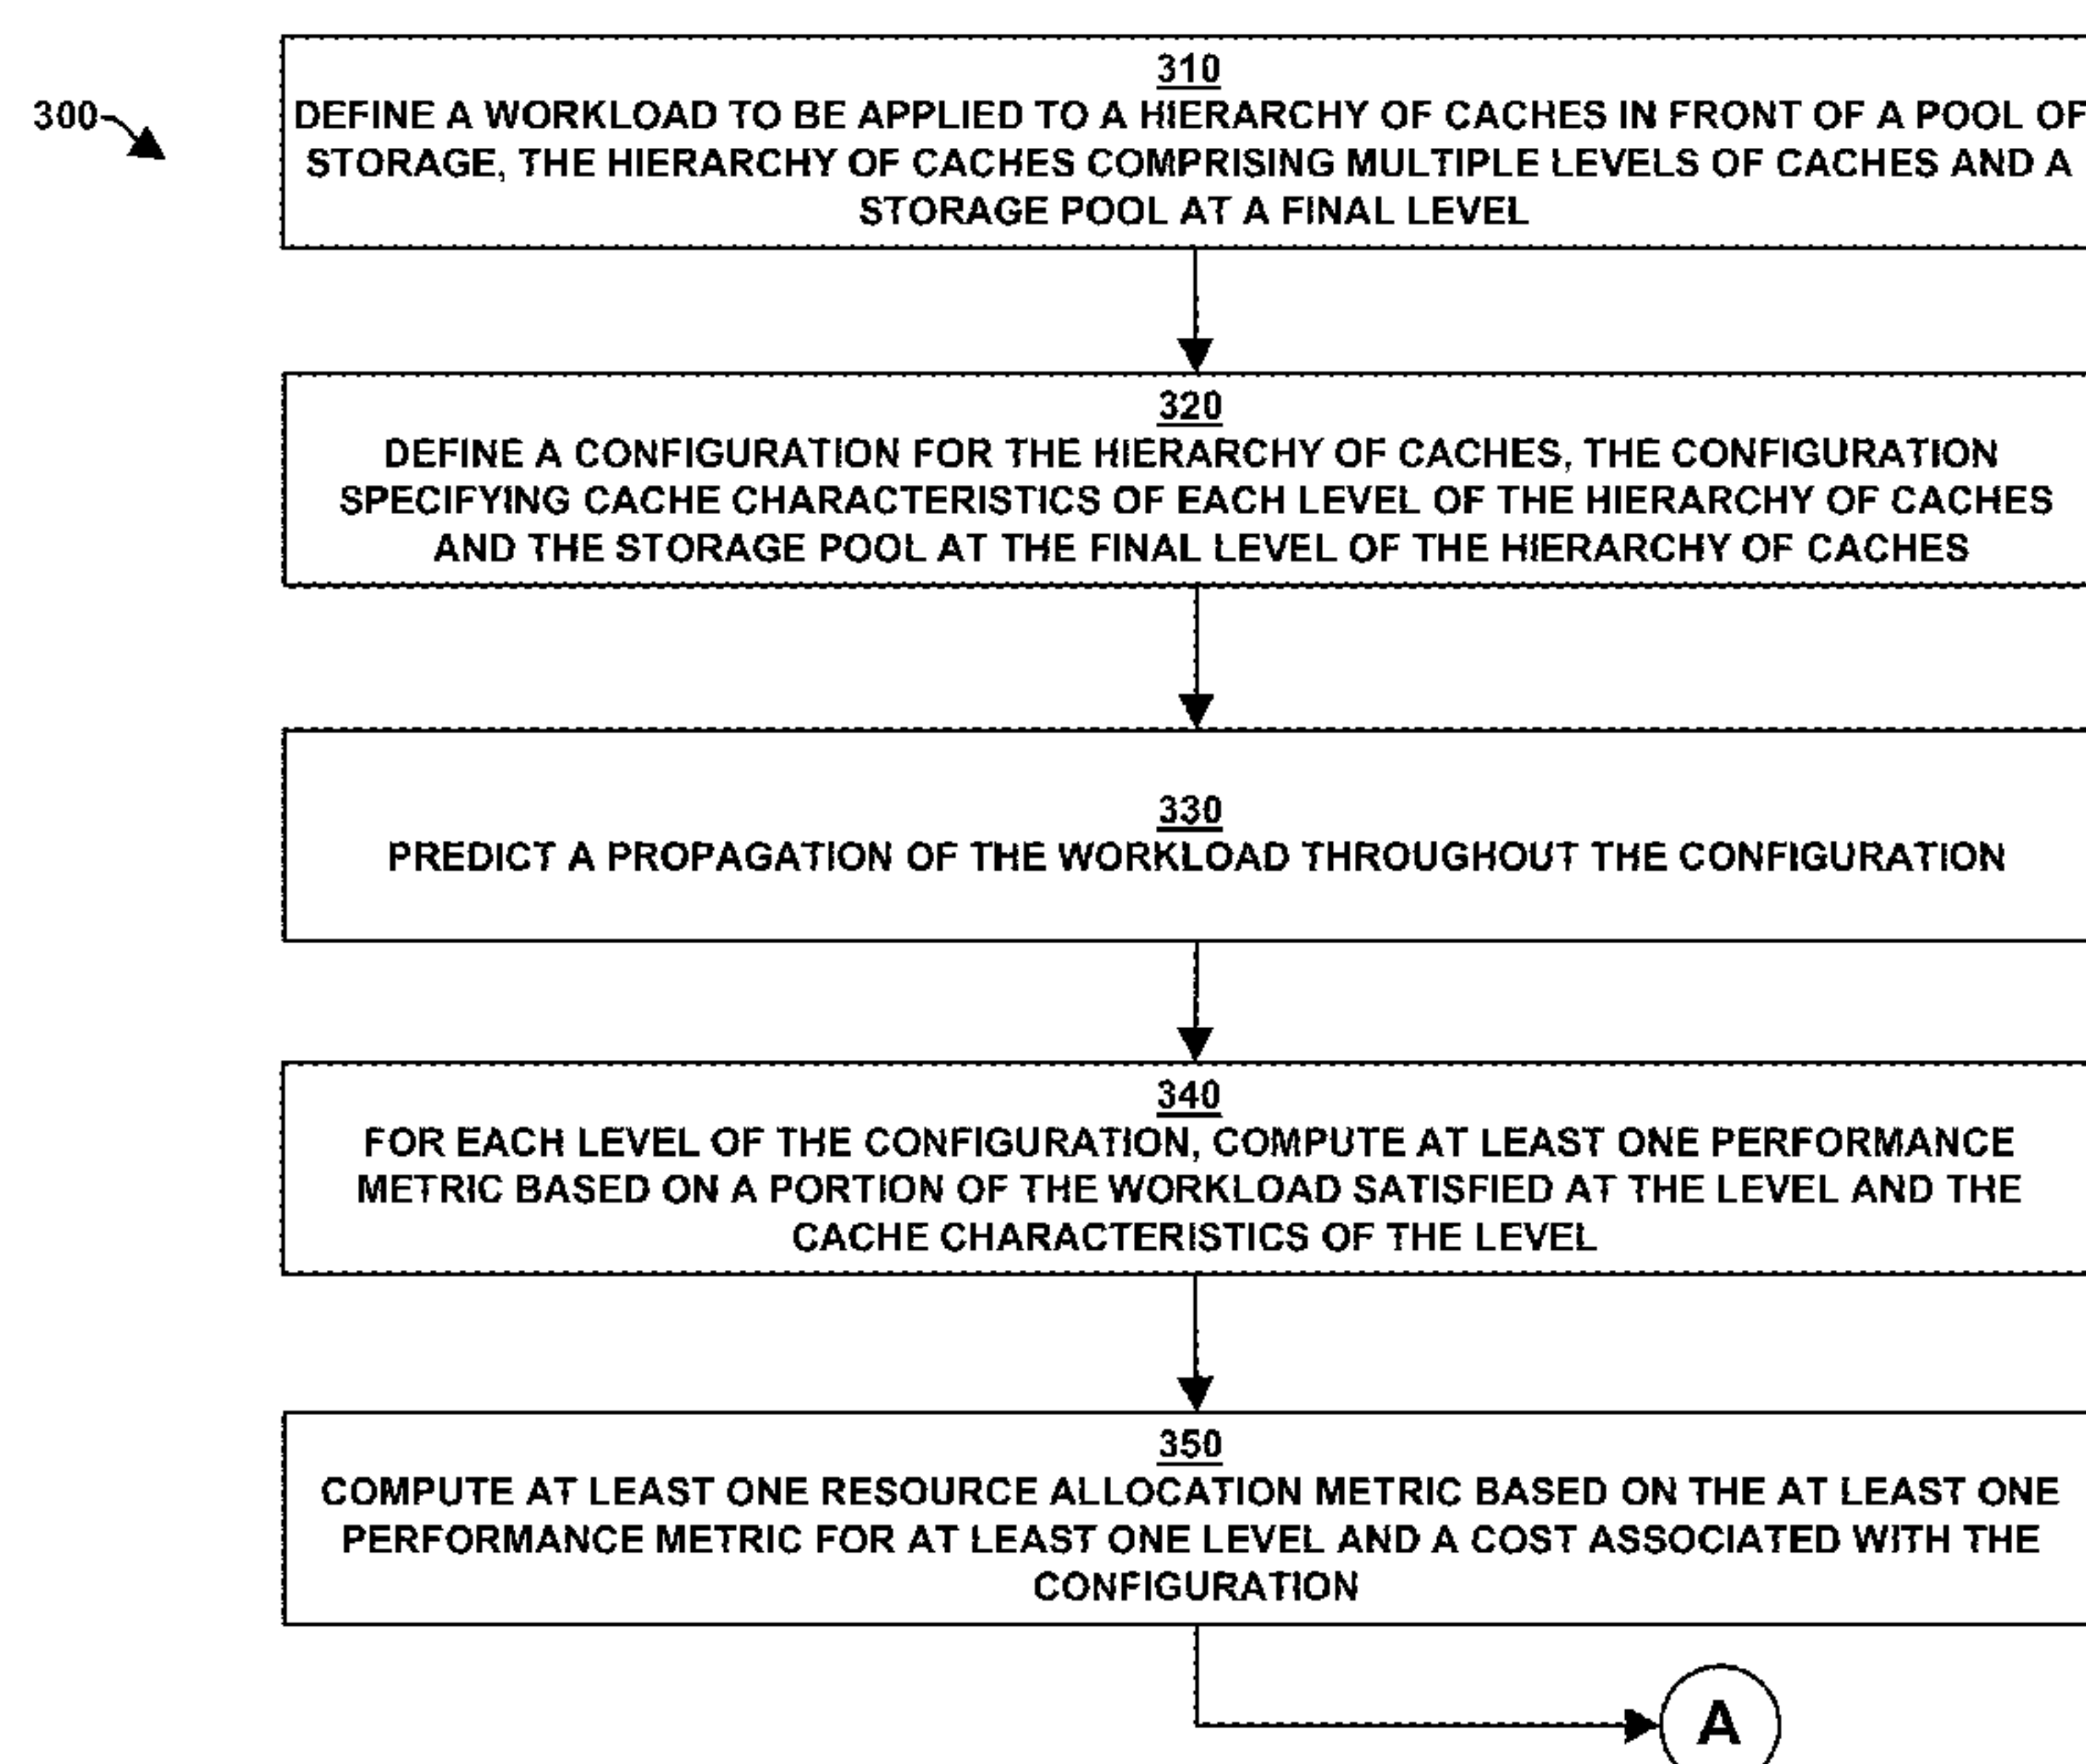 300
310
DEFINE A WORKLOAD TO BE APPLIED TO A HIERARCHY OF CACHES IN FRONT OF A POOL OF
STORAGE, THE HIERARCHY OF CACHES COMPRISING MULTIPLE LEVELS OF CACHES AND A
STORAGE POOL AT A FINAL LEVEL
320
DEFINE A CONFIGURATION FOR THE HIERARCHY OF CACHES, THE CONFIGURATION
SPECIFYING CACHE CHARACTERISTICS OF EACH LEVEL OF THE HIERARCHY OF CACHES
AND THE STORAGE POOL AT THE FINAL LEVEL OF THE HIERARCHY OF CACHES
330
PREDICT A PROPAGATION OF THE WORKLOAD THROUGHOUT THE CONFIGURATION
340
FOR EACH LEVEL OF THE CONFIGURATION, COMPUTE AT LEAST ONE PERFORMANCE
METRIC BASED ON A PORTION OF THE WORKLOAD SATISFIED AT THE LEVEL AND THE
CACHE CHARACTERISTICS OF THE LEVEL
350
COMPUTE AT LEAST ONE RESOURCE ALLOCATION METRIC BASED ON THE AT LEAST ONE
PERFORMANCE METRIC FOR AT LEAST ONE LEVEL AND A COST ASSOCIATED WITH THE
CONFIGURATION
A